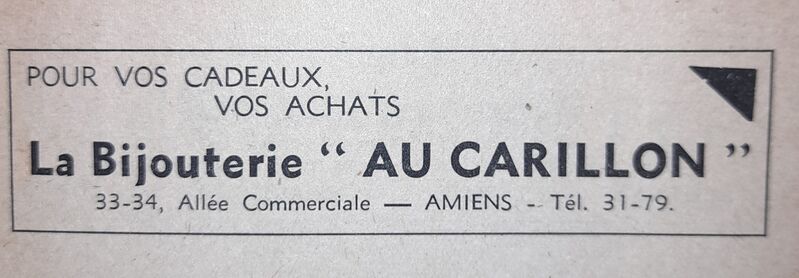 POUR VOS CADEAUX,
VOS ACHATS
La Bijouterie “ AU CARILLON ”
33-34, Allée Commerciale — AMIENS - Tél. 31-79.